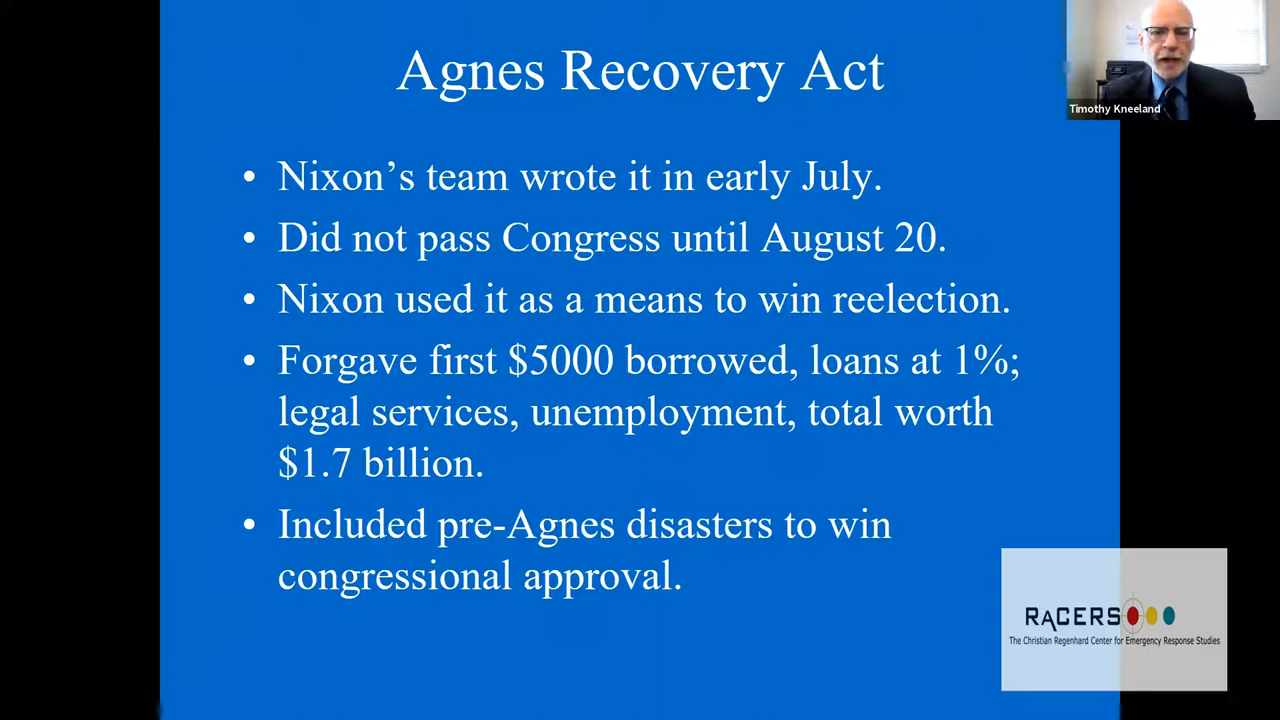 Agnes Recovery Act
Timothy Kneeland
• Nixon’s team wrote it in early July.
• Did not pass Congress until August 20.
• Nixon used it as a means to win reelection.
• Forgave first $5000 borrowed, loans at 1%;
legal services, unemployment, total worth
$1.7 billion.
• Included pre-Agnes disasters to win
congressional approval.
RaCERS
The Christian Regenhard Center for Emergency Response Studies